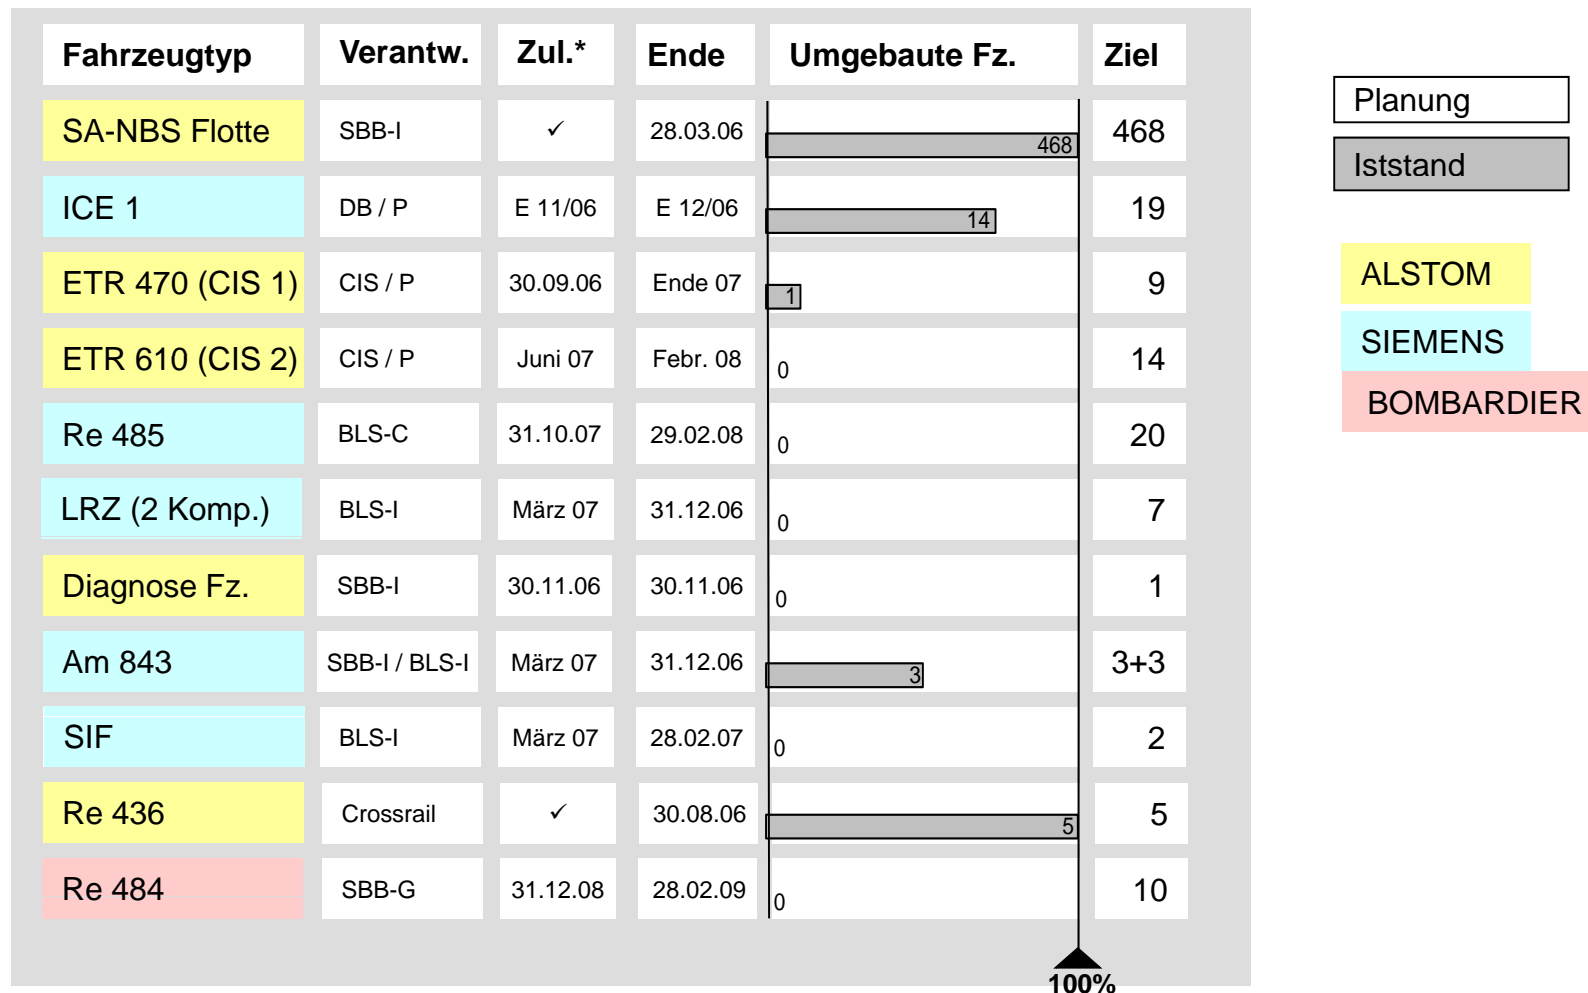 Fahrzeugtyp Verantw. Zul.* Ende Umgebaute Fz. Ziel
SA-NBS Flotte SBB-I ✓ 28.03.06 468 468
ICE 1 DB / P E 11/06 E 12/06 14 19
ETR 470 (CIS 1) CIS / P 30.09.06 Ende 07 1 9
ETR 610 (CIS 2) CIS / P Juni 07 Febr. 08 0 14
Re 485 BLS-C 31.10.07 29.02.08 0 20
LRZ (2 Komp.) BLS-I März 07 31.12.06 0 7
Diagnose Fz. SBB-I 30.11.06 30.11.06 0 1
Am 843 SBB-I / BLS-I März 07 31.12.06 3 3+3
SIF BLS-I März 07 28.02.07 0 2
Re 436 Crossrail ✓ 30.08.06 5 5
Re 484 SBB-G 31.12.08 28.02.09 0 10
100%
Planung
Iststand
ALSTOM
SIEMENS
BOMBARDIER